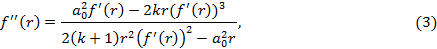 f''(r) = \frac{a_0^2 f'(r) - 2kr(f'(r))^3}{2(k+1)r^2 (f'(r))^2 - a_0^2 r}, (3)